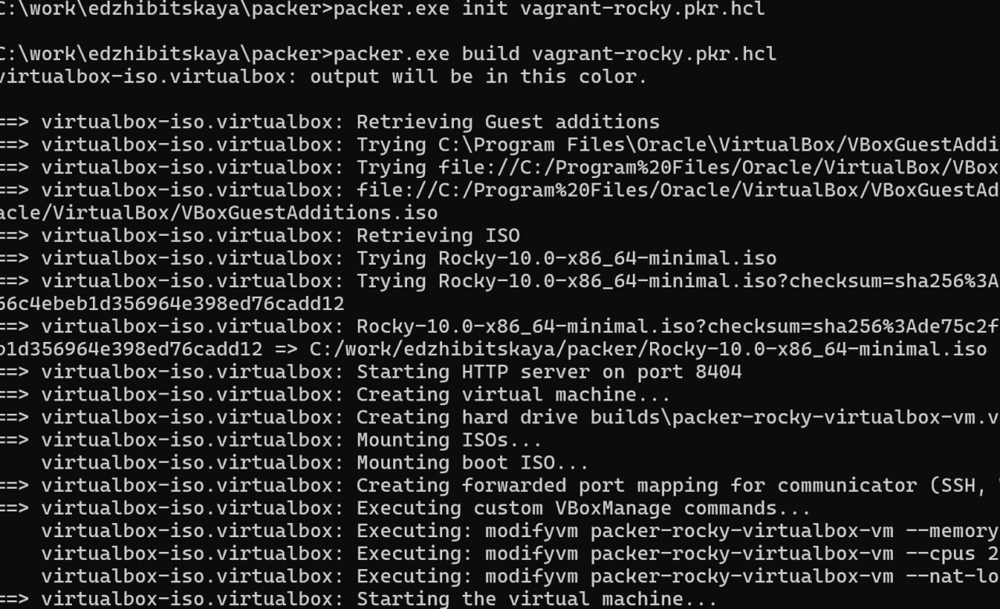 C:\work\edzhibitskaya\packer>packer.exe init vagrant-rocky.pkr.hcl
C:\work\edzhibitskaya\packer>packer.exe build vagrant-rocky.pkr.hcl
virtualbox-iso.virtualbox: output will be in this color.
==> virtualbox-iso.virtualbox: Retrieving Guest additions
==> virtualbox-iso.virtualbox: Trying C:\Program Files\Oracle\VirtualBox/VBoxGuestAddi
==> virtualbox-iso.virtualbox: Trying file://C:/Program%20Files/Oracle/VirtualBox/VBox
==> virtualbox-iso.virtualbox: file://C:/Program%20Files/Oracle/VirtualBox/VBoxGuestAd
acle/VirtualBox/VBoxGuestAdditions.iso
==> virtualbox-iso.virtualbox: Retrieving ISO
==> virtualbox-iso.virtualbox: Trying Rocky-10.0-x86_64-minimal.iso
==> virtualbox-iso.virtualbox: Trying Rocky-10.0-x86_64-minimal.iso?checksum=sha256%3A
66c4ebeb1d356964e398ed76cadd12
==> virtualbox-iso.virtualbox: Rocky-10.0-x86_64-minimal.iso?checksum=sha256%3Ade75c2f
b1d356964e398ed76cadd12 => C:/work/edzhibitskaya/packer/Rocky-10.0-x86_64-minimal.iso
==> virtualbox-iso.virtualbox: Starting HTTP server on port 8404
==> virtualbox-iso.virtualbox: Creating virtual machine...
==> virtualbox-iso.virtualbox: Creating hard drive builds\packer-rocky-virtualbox-vm.v
==> virtualbox-iso.virtualbox: Mounting ISOs...
virtualbox-iso.virtualbox: Mounting boot ISO...
==> virtualbox-iso.virtualbox: Creating forwarded port mapping for communicator (SSH,
==> virtualbox-iso.virtualbox: Executing custom VBoxManage commands...
virtualbox-iso.virtualbox: Executing: modifyvm packer-rocky-virtualbox-vm --memory
virtualbox-iso.virtualbox: Executing: modifyvm packer-rocky-virtualbox-vm --cpus 2
virtualbox-iso.virtualbox: Executing: modifyvm packer-rocky-virtualbox-vm --nat-lo
==> virtualbox-iso.virtualbox: Starting the virtual machine...